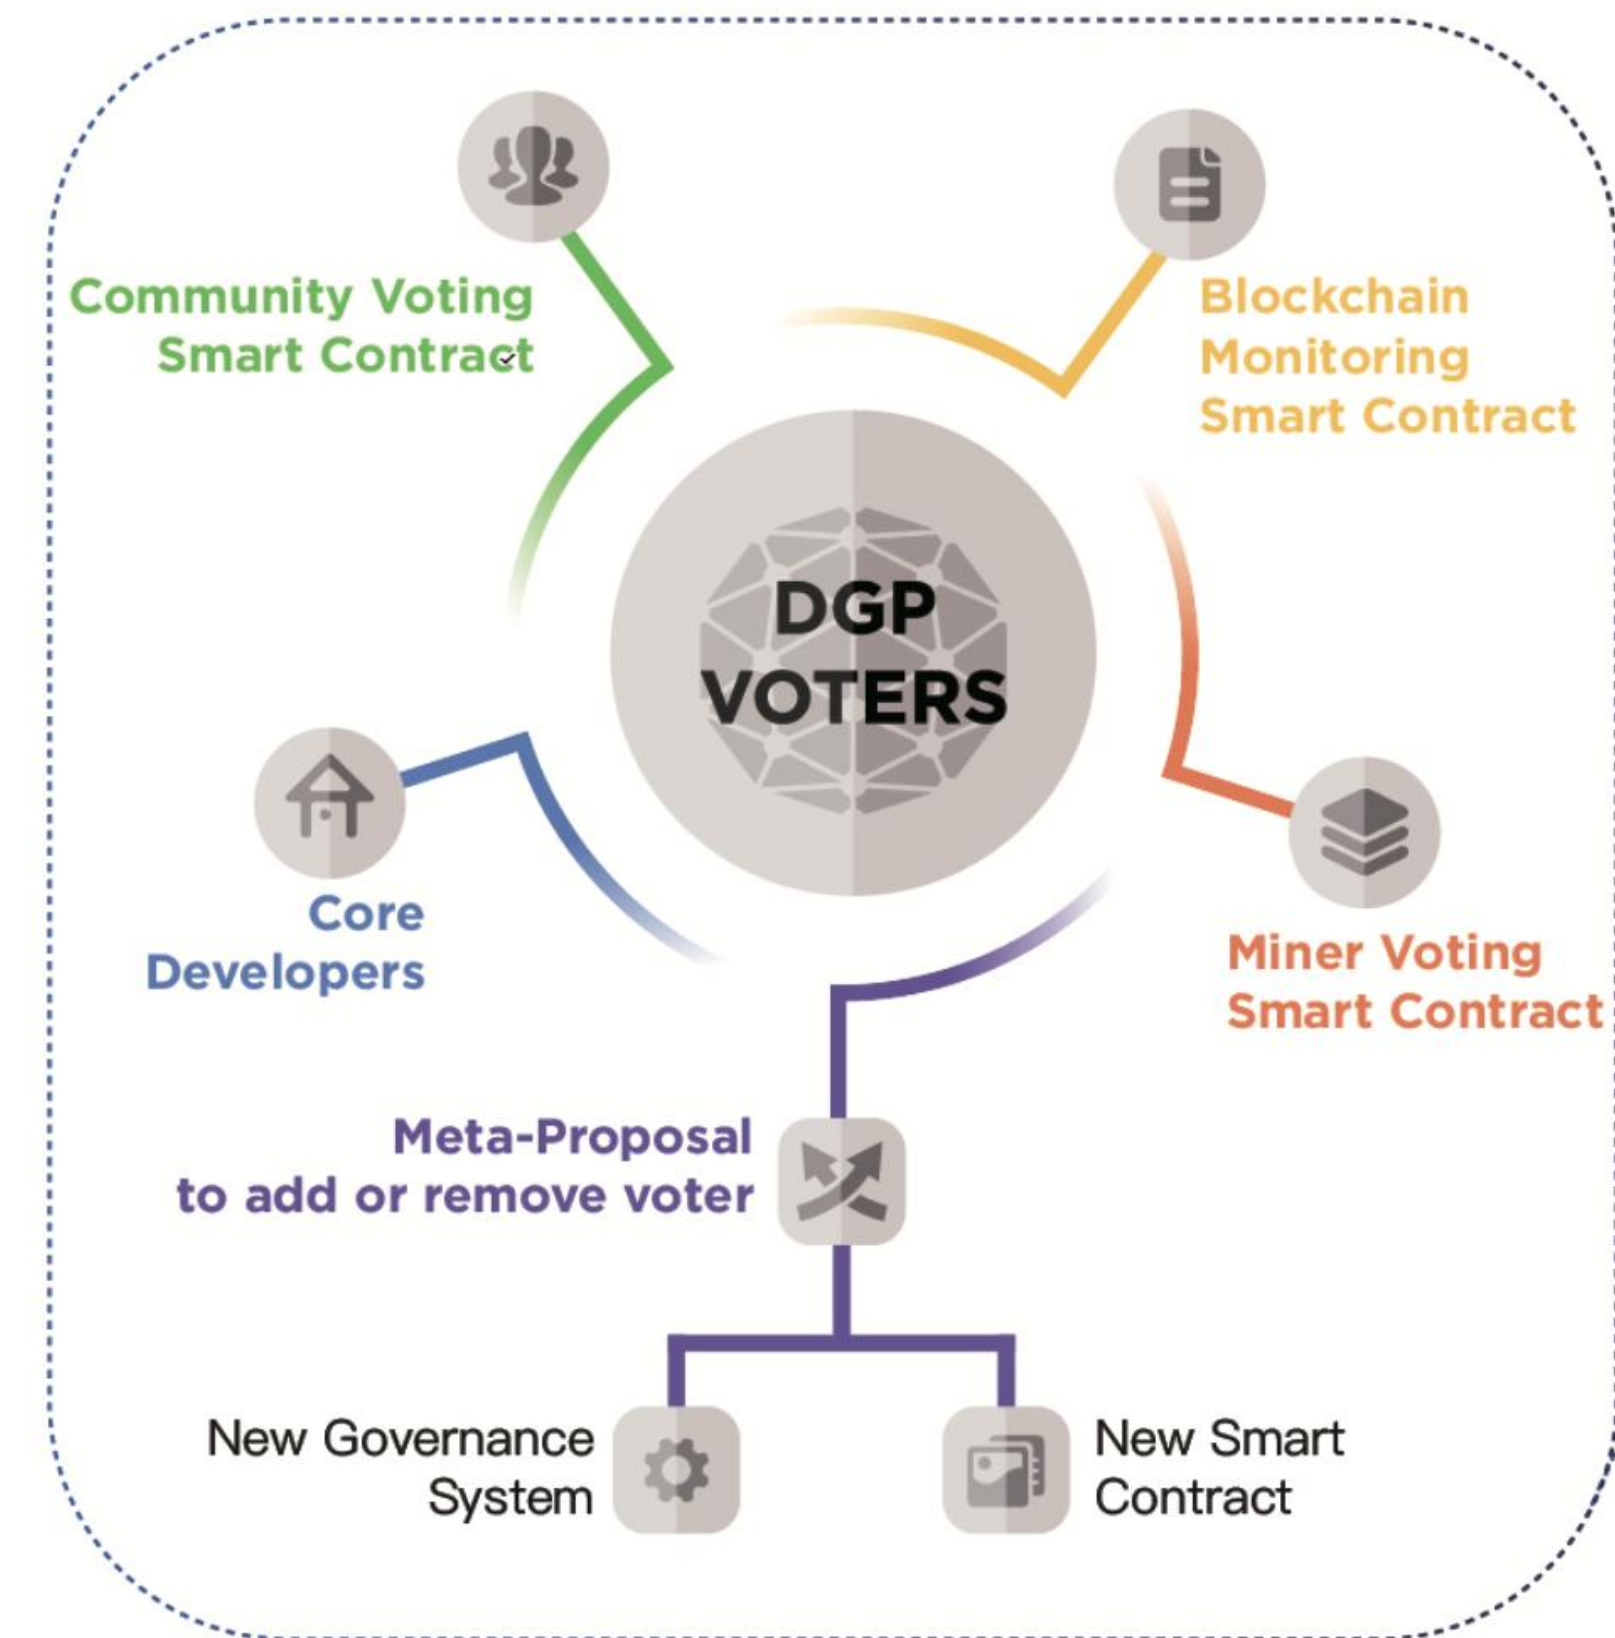 Community Voting
Smart Contract
Blockchain
Monitoring
Smart Contract
DGP
VOTERS
Core
Developers
Miner Voting
Smart Contract
Meta-Proposal
to add or remove voter
New Governance
System
New Smart
Contract